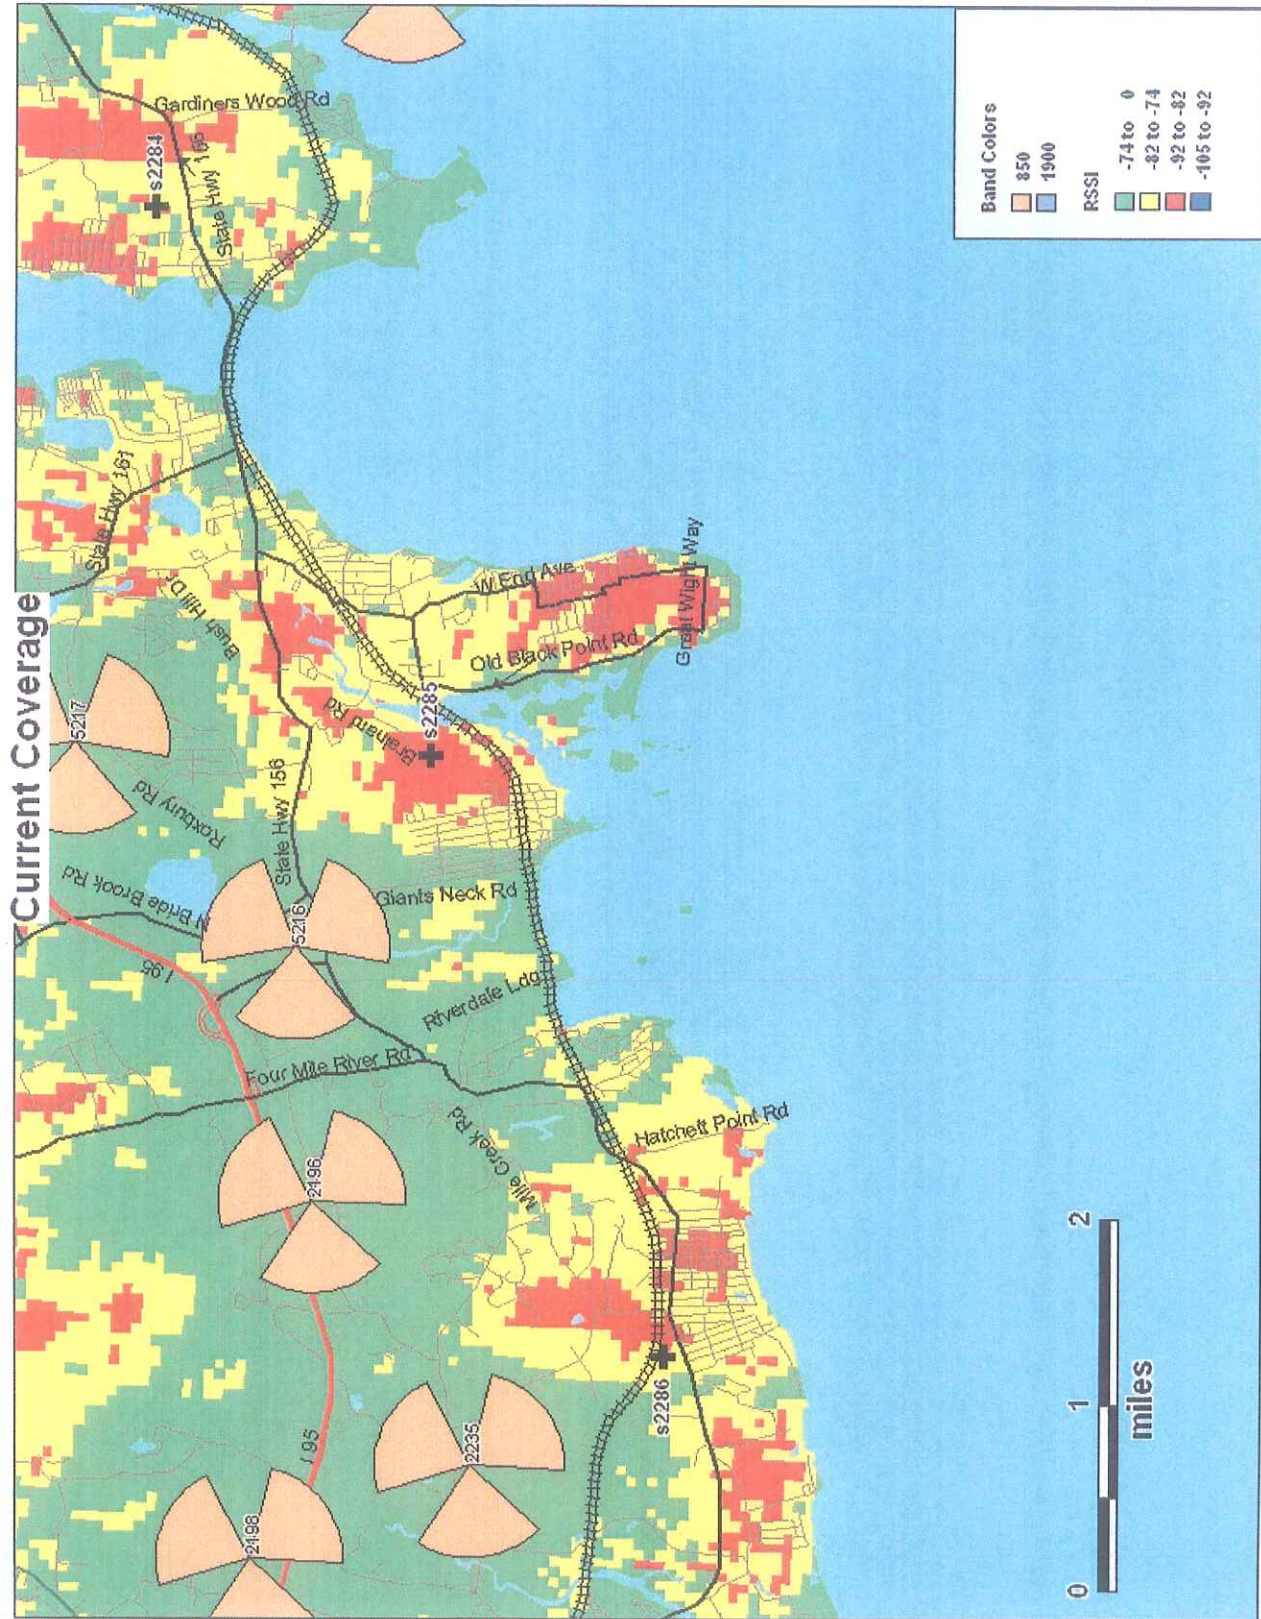 Current Coverage
Gardiners Wood Rd
s2284
166
State Hwy 156
State Hwy 161
Bush Hill Dr
W End Ave
Great Wight Way
Old Black Point Rd
s2285
Brainard Rd
5217
Roxbury Rd
State Hwy 156
N Bride Brook Rd
5216
Giants Neck Rd
I 95
Riverdale Ldg
Four Mile River Rd
Mile Creek Rd
Hatchett Point Rd
2196
s2286
2235
I 95
2498
0 1 2
miles
Band Colors
850
1900
RSSI
-74 to 0
-82 to -74
-92 to -82
-105 to -92